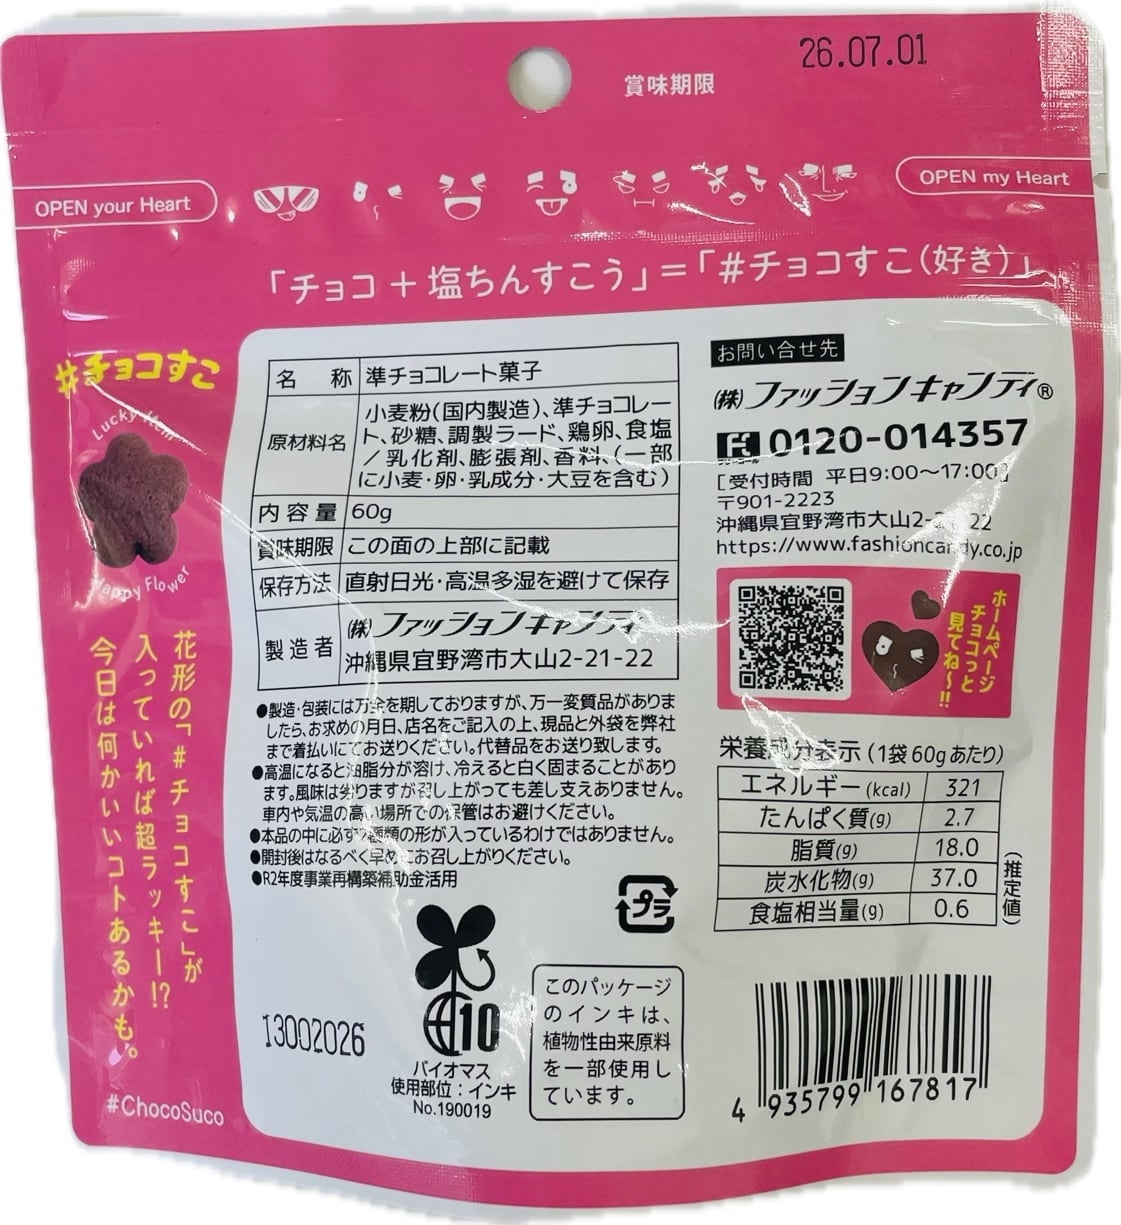 26.07.01
賞味期限
OPEN your Heart
OPEN my Heart
「チョコ＋塩ちんすこう」＝「#チョコすこ(好き)」
#チョコすこ
Lucky Item
Happy Flower
花形の「#チョコすこ」が
入っていれば超ラッキー!?
今日は何かいいコトあるかも。
#ChocoSuco
名 称 準チョコレート菓子
原材料名 小麦粉(国内製造)、準チョコレー
ト、砂糖、調製ラード、鶏卵、食塩
／乳化剤、膨張剤、香料、(一部
に小麦・卵・乳成分・大豆を含む)
内容量 60g
賞味期限 この面の上部に記載
保存方法 直射日光・高温多湿を避けて保存
製造者 ㈱ファッションキャンディ
沖縄県宜野湾市大山2-21-22
●製造・包装には万全を期しておりますが、万一変質品がありま
したら、お求めの月日、店名をご記入の上、現品と外袋を弊社
まで着払いにてお送りください。代替品をお送り致します。
●高温になると油脂分が溶け、冷えると白く固まることがあり
ます。風味は劣りますが召し上がっても差し支えありません。
車内や気温の高い場所での保管はお避けください。
●本品の中に必ず 種類の形が入っているわけではありません。
●開封後はなるべく早めにお召し上がりください。
●R2年度事業再構築補助金活用
プラ
13002026
10
バイオマス
使用部位：インキ
No.190019
このパッケージ
のインキは、
植物性由来原料
を一部使用し
ています。
お問い合せ先
㈱ファッションキャンディ®
0120-014357
[受付時間 平日9:00～17:00]
〒901-2223
沖縄県宜野湾市大山2-21-22
https://www.fashioncandy.co.jp
ホームページ
チョコっと
見てね～!!
栄養成分表示(1袋60gあたり)
エネルギー(kcal) 321
たんぱく質(g) 2.7
脂質(g) 18.0
炭水化物(g) 37.0
食塩相当量(g) 0.6
(推定値)
4 935799 167817